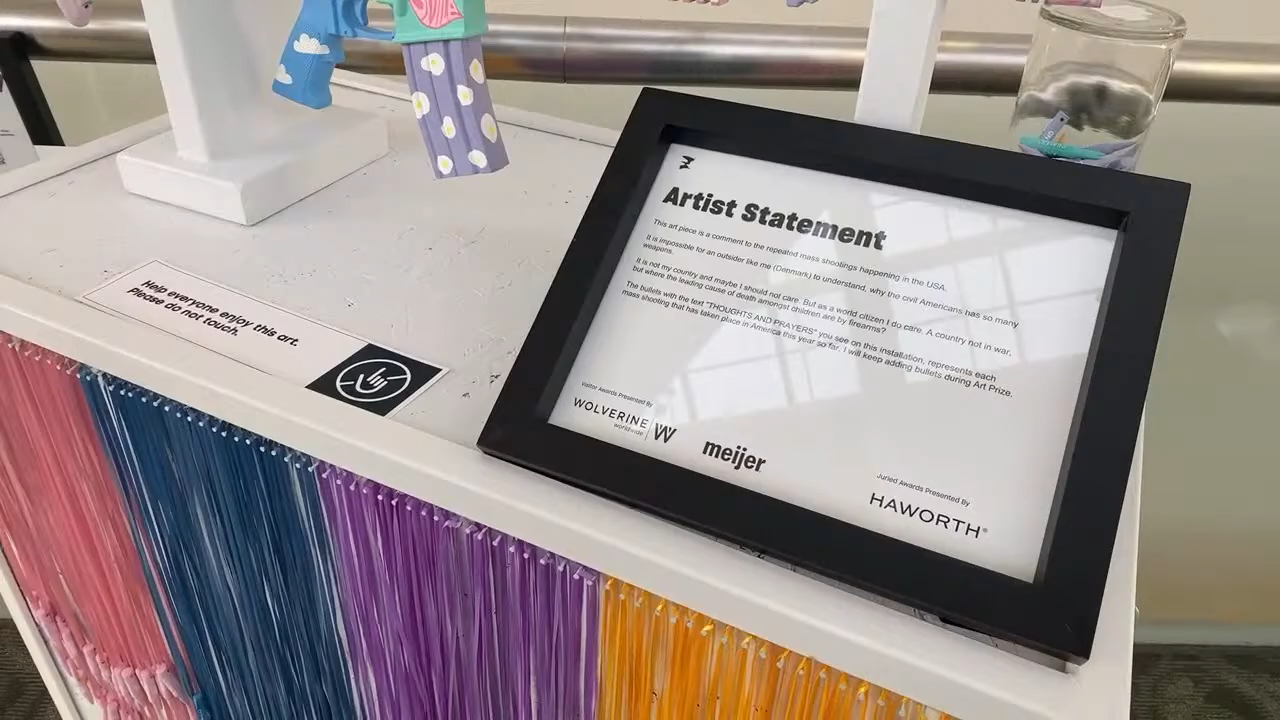 Artist Statement
This art piece is a comment to the repeated mass shootings happening in the USA.
It is impossible for an outsider like me (Denmark) to understand, why the civil Americans has so many
weapons.
It is not my country and maybe I should not care. But as a world citizen I do care. A country not in war.
but where the leading cause of death amongst children are by firearms?
The bullets with the text "THOUGHTS AND PRAYERS" you see on this installation, represents each
mass shooting that has taken place in America this year so far. I will keep adding bullets during Art Prize.
Visitor Awards Presented By
WOLVERINE
worldwide
W
meijer
Juried Awards Presented By
HAWORTH®
Help everyone enjoy this art.
Please do not touch.